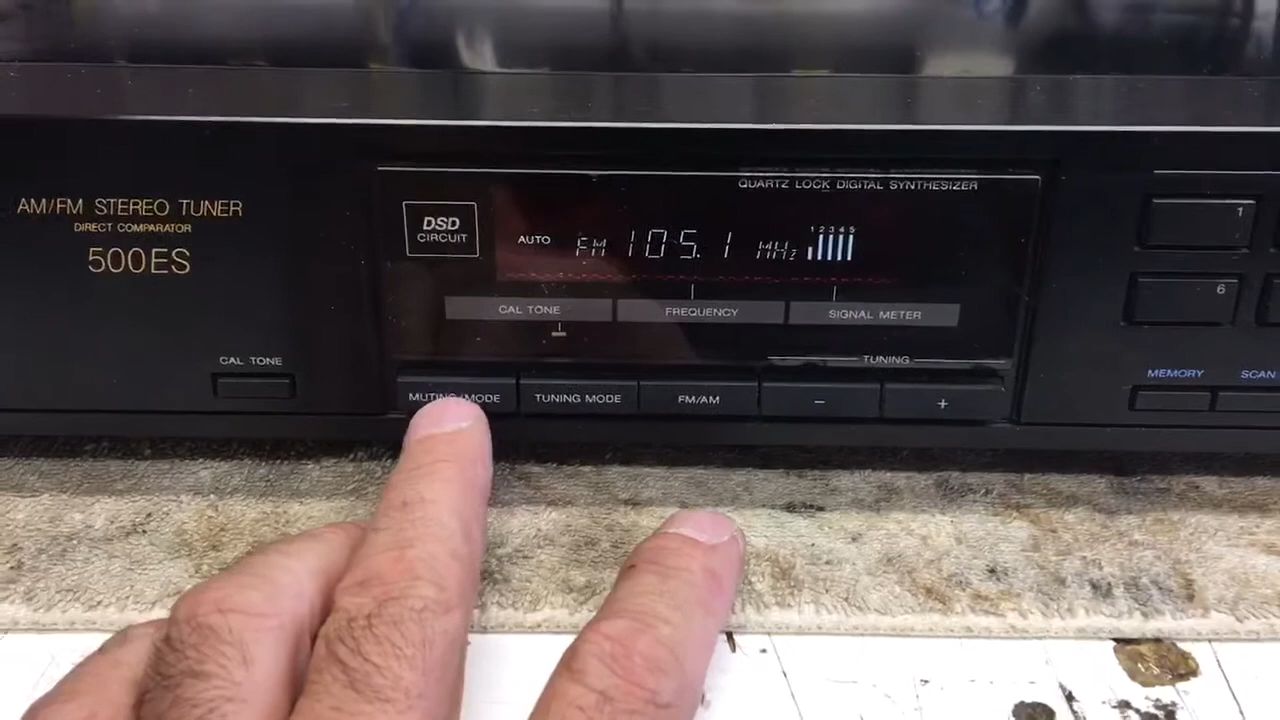 QUARTZ LOCK DIGITAL SYNTHESIZER
AM/FM STEREO TUNER
DIRECT COMPARATOR
500ES
DSD
CIRCUIT
AUTO FM 105.1 MHz
1 2 3 4 5
1
6
CAL TONE FREQUENCY SIGNAL METER
TUNING
CAL TONE
MUTING/MODE TUNING MODE FM/AM − +
MEMORY SCAN